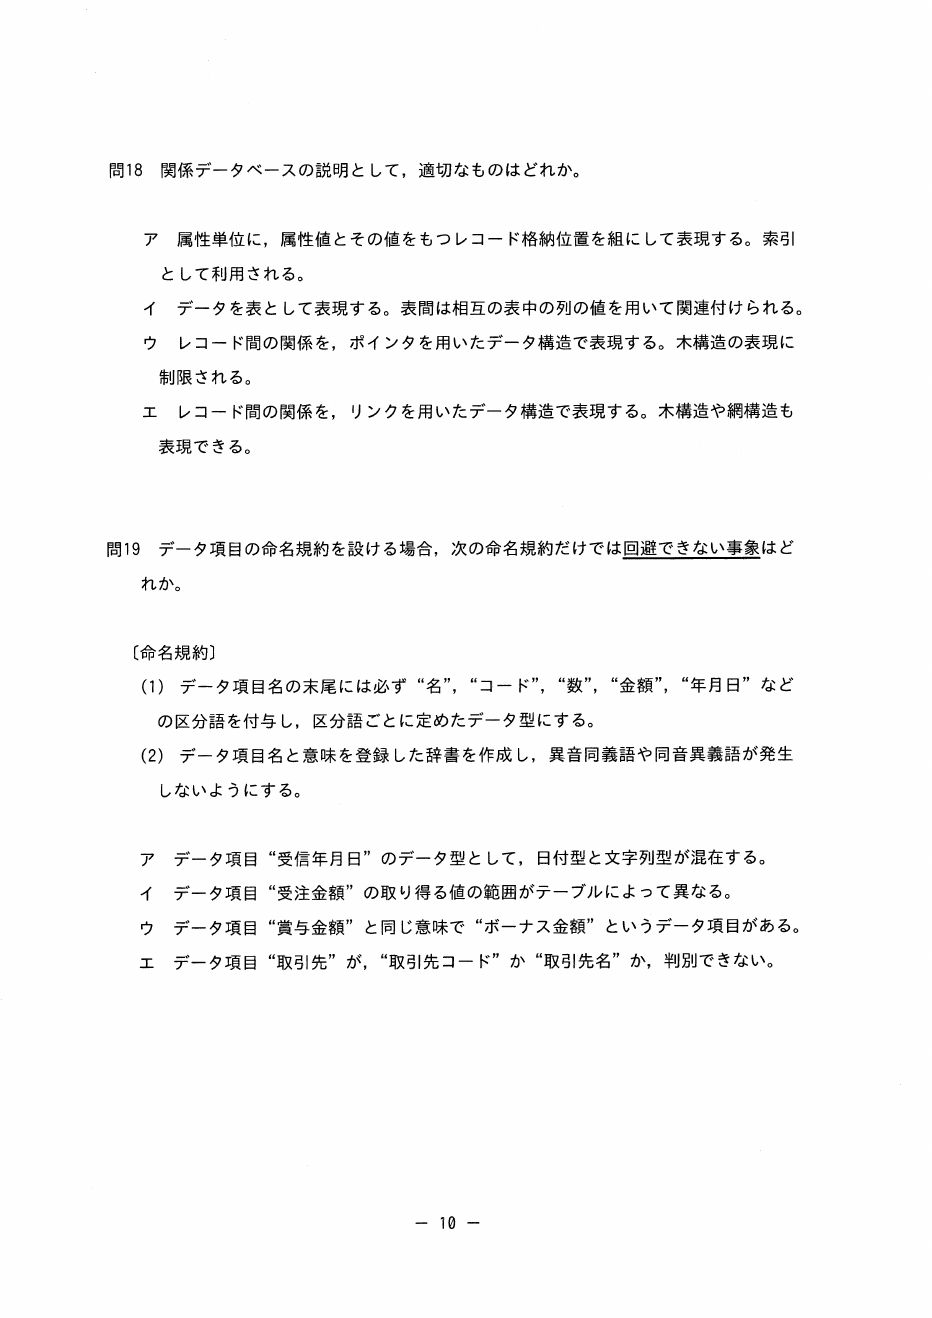 問18 関係データベースの説明として，適切なものはどれか。
ア 属性単位に，属性値とその値をもつレコード格納位置を組にして表現する。索引
として利用される。
イ データを表として表現する。表間は相互の表中の列の値を用いて関連付けられる。
ウ レコード間の関係を，ポインタを用いたデータ構造で表現する。木構造の表現に
制限される。
エ レコード間の関係を，リンクを用いたデータ構造で表現する。木構造や網構造も
表現できる。
問19 データ項目の命名規約を設ける場合，次の命名規約だけでは回避できない事象はど
れか。
〔命名規約〕
(1) データ項目名の末尾には必ず“名”，“コード”，“数”，“金額”，“年月日”など
の区分語を付与し，区分語ごとに定めたデータ型にする。
(2) データ項目名と意味を登録した辞書を作成し，異音同義語や同音異義語が発生
しないようにする。
ア データ項目“受信年月日”のデータ型として，日付型と文字列型が混在する。
イ データ項目“受注金額”の取り得る値の範囲がテーブルによって異なる。
ウ データ項目“賞与金額”と同じ意味で“ボーナス金額”というデータ項目がある。
エ データ項目“取引先”が，“取引先コード”か“取引先名”か，判別できない。
— 10 —